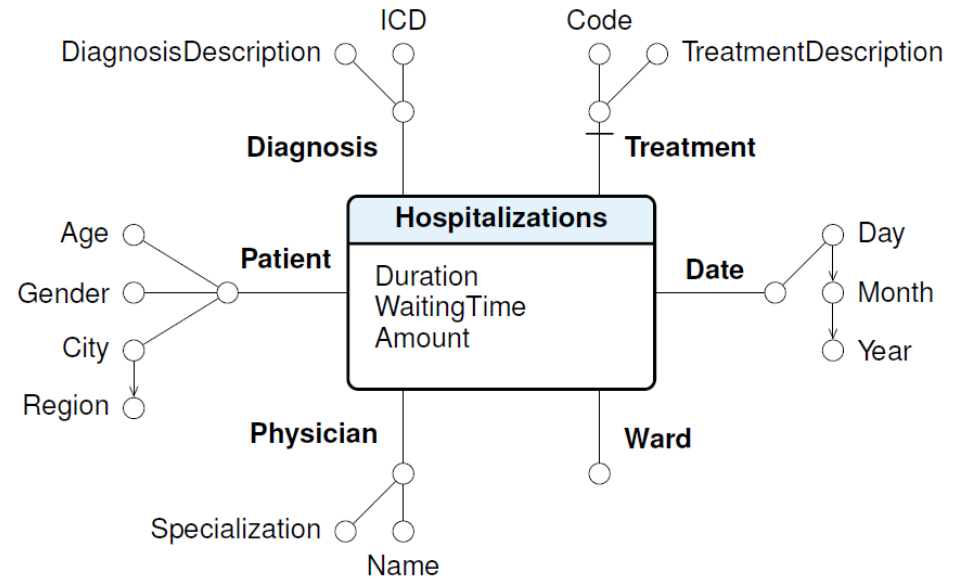 ICD
Code
DiagnosisDescription
TreatmentDescription
Diagnosis
Treatment
Hospitalizations
Age
Day
Patient
Date
Duration
Gender
Month
WaitingTime
Amount
City
Year
Region
Physician
Ward
Specialization
Name